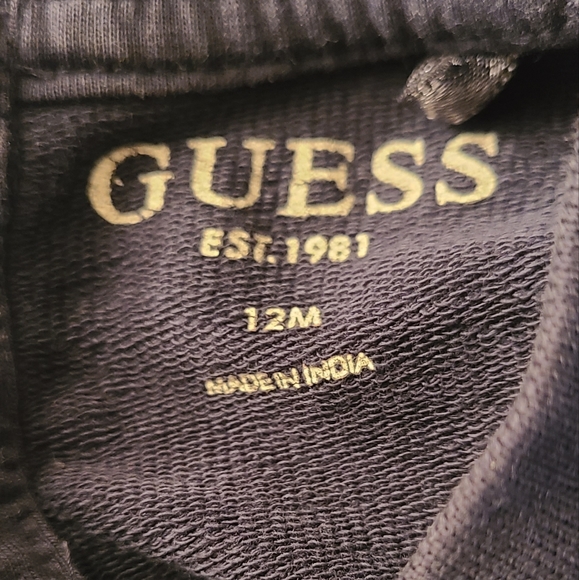 GUESS
EST. 1981
12M
MADE IN INDIA